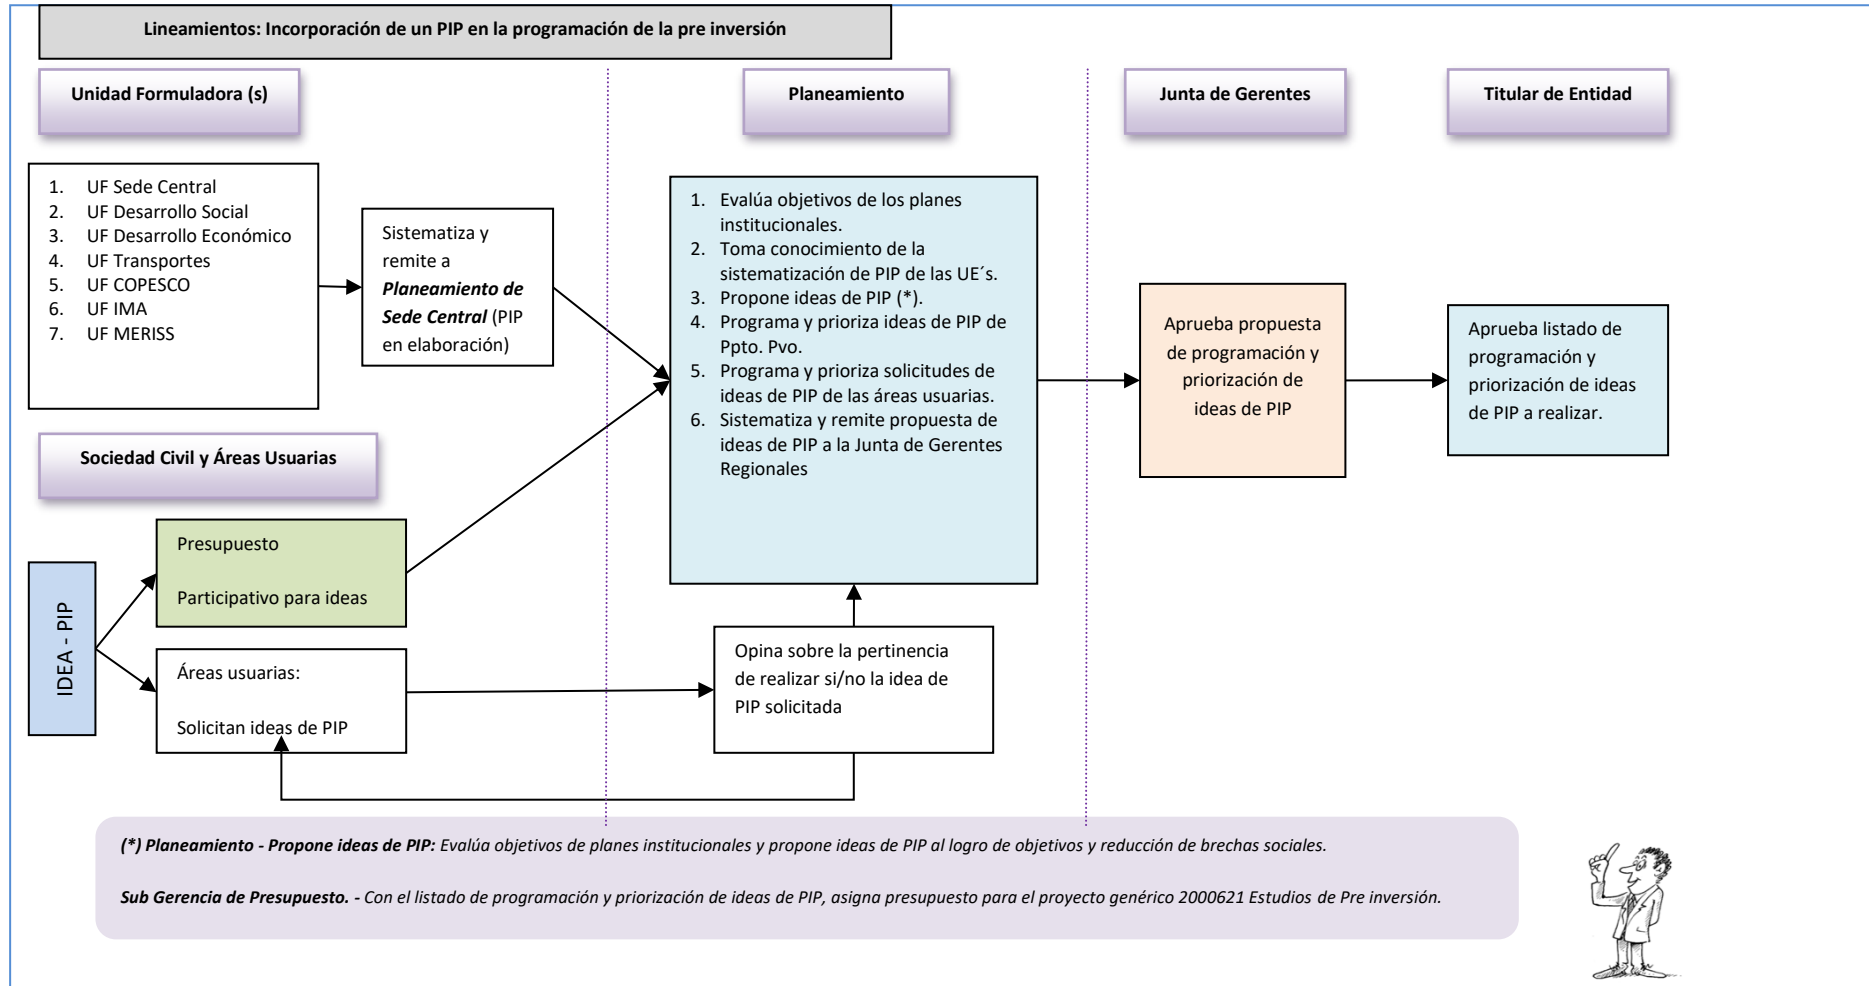 Lineamientos: Incorporación de un PIP en la programación de la pre inversión
Unidad Formuladora (s)
Planeamiento
Junta de Gerentes
Titular de Entidad
1. UF Sede Central
2. UF Desarrollo Social
3. UF Desarrollo Económico
4. UF Transportes
5. UF COPESCO
6. UF IMA
7. UF MERISS
Sistematiza y
remite a
Planeamiento de
Sede Central (PIP
en elaboración)
1. Evalúa objetivos de los planes
institucionales.
2. Toma conocimiento de la
sistematización de PIP de las UE´s.
3. Propone ideas de PIP (*).
4. Programa y prioriza ideas de PIP de
Ppto. Pvo.
5. Programa y prioriza solicitudes de
ideas de PIP de las áreas usuarias.
6. Sistematiza y remite propuesta de
ideas de PIP a la Junta de Gerentes
Regionales
Aprueba propuesta
de programación y
priorización de
ideas de PIP
Aprueba listado de
programación y
priorización de ideas
de PIP a realizar.
Sociedad Civil y Áreas Usuarias
IDEA - PIP
Presupuesto
Participativo para ideas
Áreas usuarias:
Solicitan ideas de PIP
Opina sobre la pertinencia
de realizar si/no la idea de
PIP solicitada
(*) Planeamiento - Propone ideas de PIP: Evalúa objetivos de planes institucionales y propone ideas de PIP al logro de objetivos y reducción de brechas sociales.
Sub Gerencia de Presupuesto. - Con el listado de programación y priorización de ideas de PIP, asigna presupuesto para el proyecto genérico 2000621 Estudios de Pre inversión.